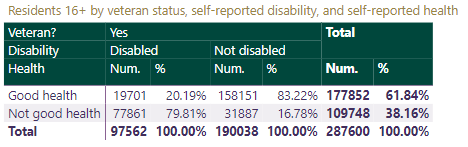 Residents 16+ by veteran status, self-reported disability, and self-reported health
Veteran? Yes Total
Disability Disabled Not disabled
Health Num. % Num. % Num. %
Good health 19701 20.19% 158151 83.22% 177852 61.84%
Not good health 77861 79.81% 31887 16.78% 109748 38.16%
Total 97562 100.00% 190038 100.00% 287600 100.00%